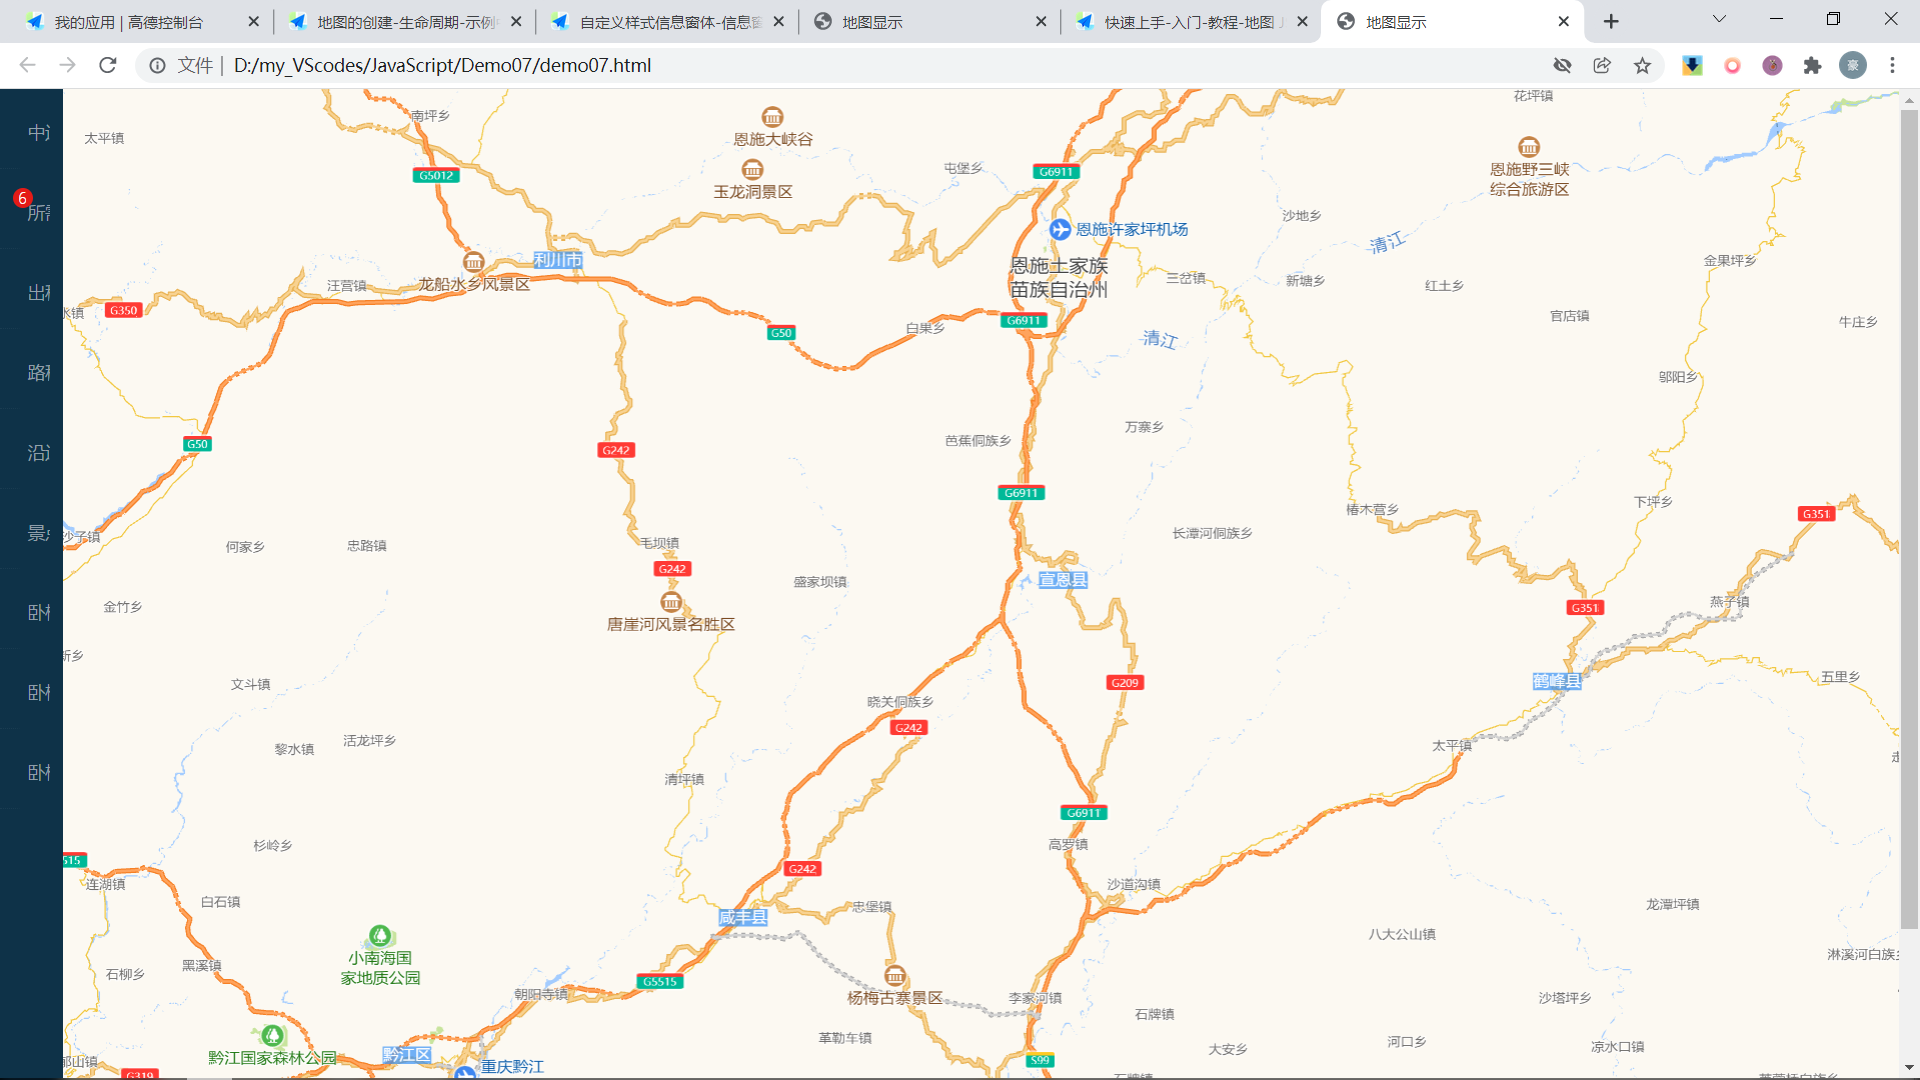 我的应用 | 高德控制台
地图的创建-生命周期-示例
自定义样式信息窗体-信息窗
地图显示
快速上手-入门-教程-地图 J
地图显示
文件 | D:/my_VScodes/JavaScript/Demo07/demo07.html
豪
6
出
路
沿
景
卧
卧
卧
花坪镇
南坪乡
太平镇
恩施大峡谷
屯堡乡
G5012
G6911
恩施野三峡
综合旅游区
玉龙洞景区
沙地乡
恩施许家坪机场
清江
利川市
金果坪乡
恩施土家族
苗族自治州
龙船水乡风景区
汪营镇
三岔镇
新塘乡
红土乡
水镇
G350
官店镇
牛庄乡
G6911
白果乡
G50
清江
邬阳乡
万寨乡
芭蕉侗族乡
G50
G242
G6911
下坪乡
椿木营乡
G351
长潭河侗族乡
沙子镇
何家乡
忠路镇
毛坝镇
G242
盛家坝镇
宣恩县
金竹乡
燕子镇
G351
唐崖河风景名胜区
新乡
五里乡
文斗镇
G209
鹤峰县
晓关侗族乡
G242
活龙坪乡
黎水镇
太平镇
清坪镇
G6911
杉岭乡
高罗镇
515
G242
连湖镇
沙道沟镇
白石镇
忠堡镇
龙潭坪镇
咸丰县
八大公山镇
小南海国
家地质公园
淋溪河白族
黑溪镇
石柳乡
G5515
朝阳寺镇
杨梅古寨景区
李家河镇
沙塔坪乡
石牌镇
革勒车镇
河口乡
凉水口镇
大安乡
黔江国家森林公园
黔江区
S99
重庆黔江
G319